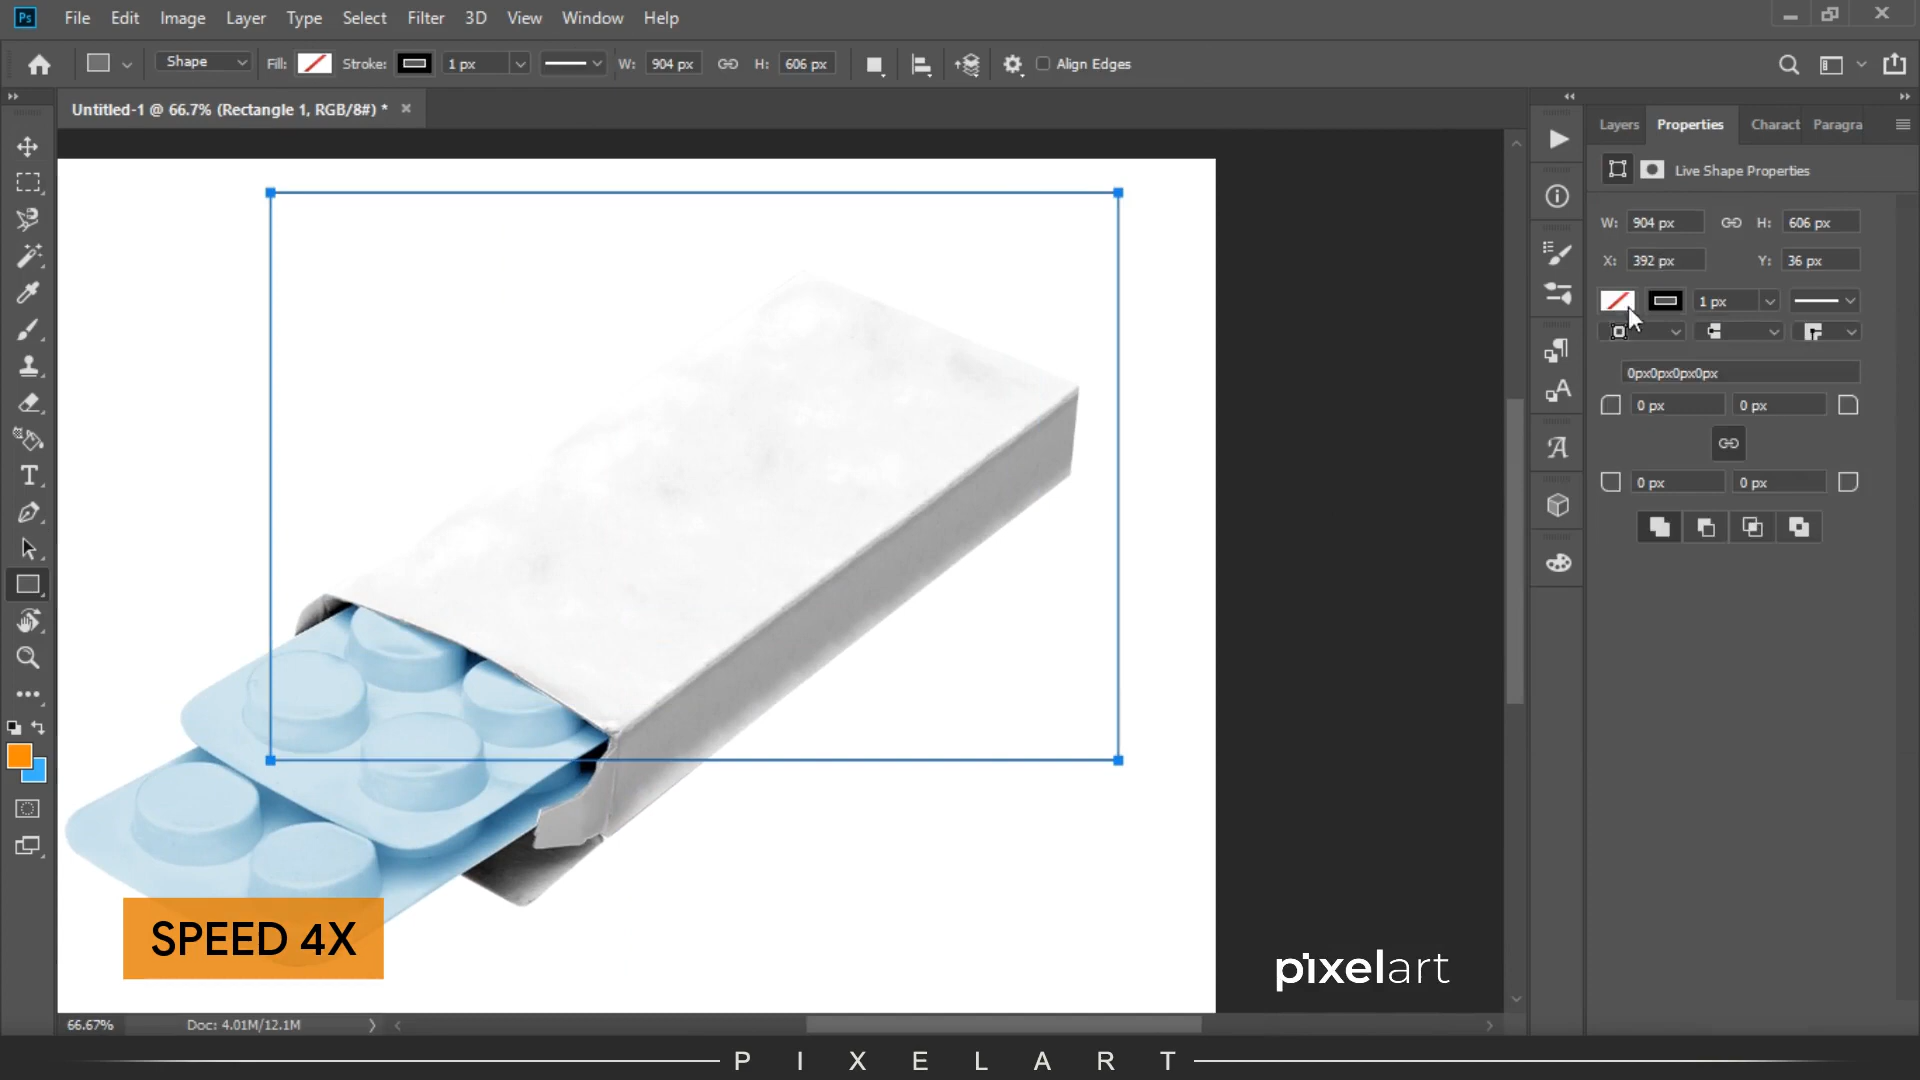 File Edit Image Layer Type Select Filter 3D View Window Help
Shape Fill: Stroke: 1 px W: 904 px H: 606 px Align Edges
Untitled-1 @ 66.7% (Rectangle 1, RGB/8#) *
Layers Properties Charact Paragra
Live Shape Properties
W: 904 px H: 606 px
X: 392 px Y: 36 px
1 px
0px0px0px0px
0 px 0 px
0 px 0 px
SPEED 4X
pixelart
66.67% Doc: 4.01M/12.1M
PIXELART